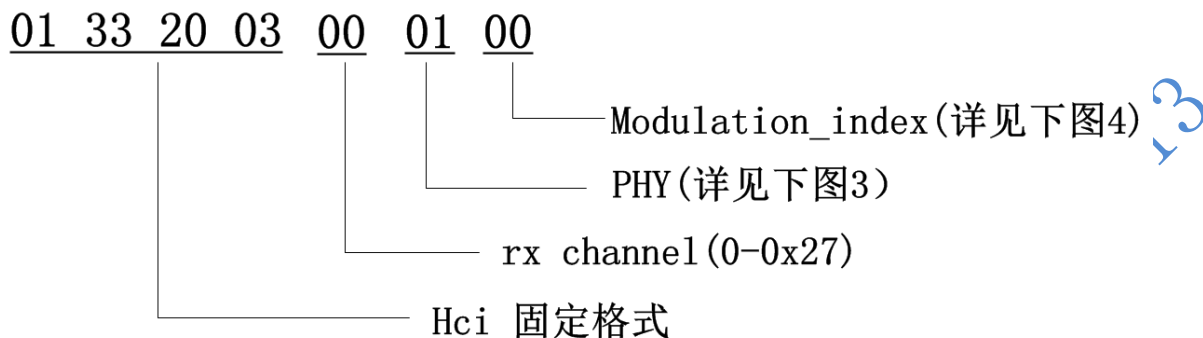 01 33 20 03 00 01 00
Modulation_index(详见下图4)
PHY(详见下图3）
rx channel(0-0x27)
Hci 固定格式